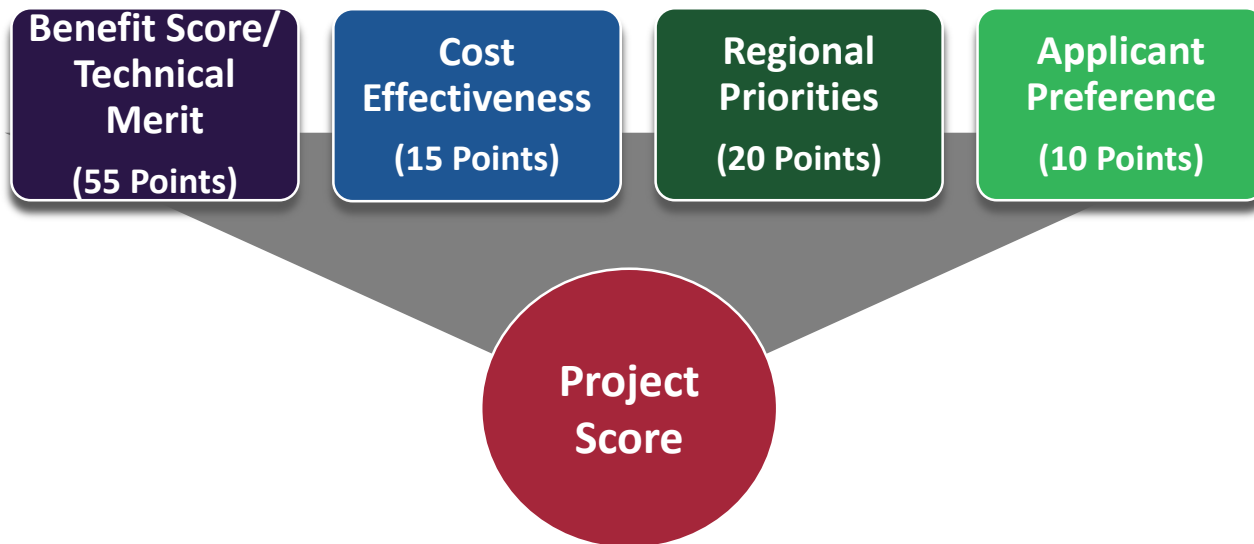 Benefit Score/
Technical
Merit
(55 Points)
Cost
Effectiveness
(15 Points)
Regional
Priorities
(20 Points)
Applicant
Preference
(10 Points)
Project
Score